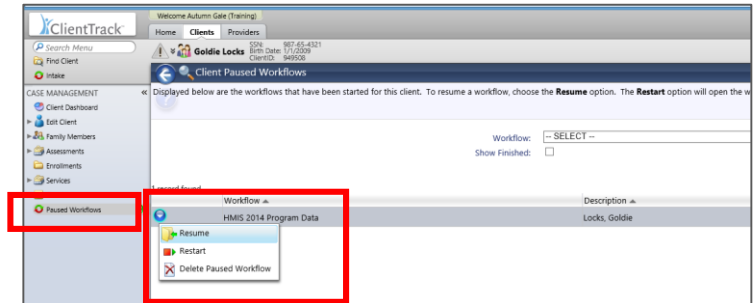 Welcome Autumn Gale (Training)
ClientTrack
Home Clients Providers
Search Menu
Find Client
Intake
Goldie Locks
SSN: 987-65-4321
Birth Date: 1/1/2009
ClientID: 949508
Client Paused Workflows
CASE MANAGEMENT
Client Dashboard
Edit Client
Family Members
Assessments
Enrollments
Services
Paused Workflows
Displayed below are the workflows that have been started for this client. To resume a workflow, choose the Resume option. The Restart option will open the w
Workflow: -- SELECT --
Show Finished:
1 record found
Workflow Description
HMIS 2014 Program Data Locks, Goldie
Resume
Restart
Delete Paused Workflow